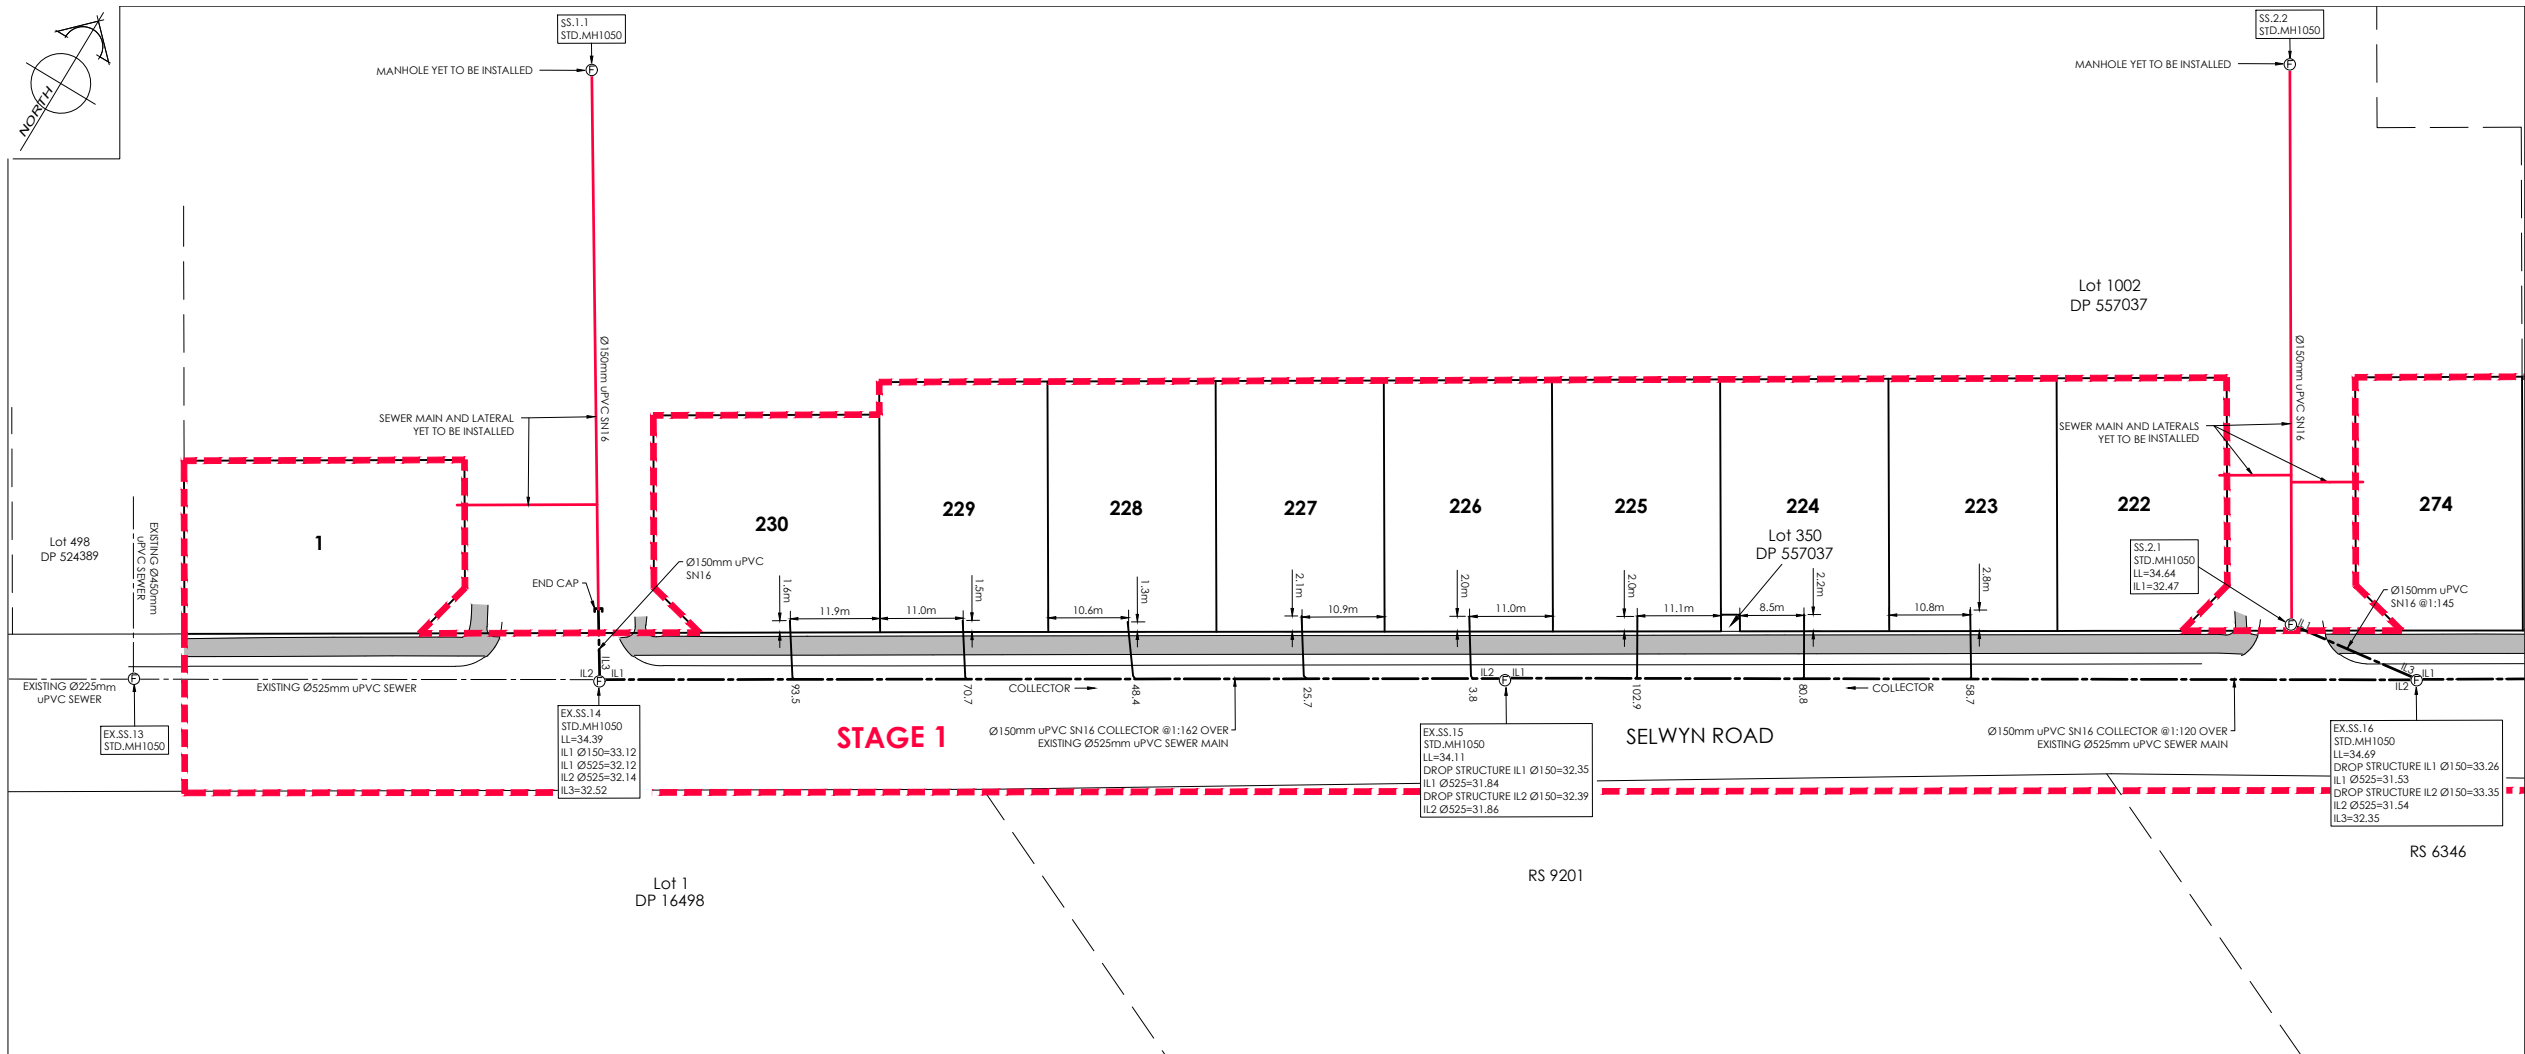 NORTH
SS.1.1
STD.MH1050
MANHOLE YET TO BE INSTALLED
SS.2.2
STD.MH1050
MANHOLE YET TO BE INSTALLED
Lot 1002
DP 557037
Ø150mm uPVC SN16
Ø150mm uPVC SN16
SEWER MAIN AND LATERAL
YET TO BE INSTALLED
SEWER MAIN AND LATERALS
YET TO BE INSTALLED
Lot 498
DP 524389
EXISTING Ø450mm
uPVC SEWER
1
230
229
228
227
226
225
224
223
222
274
Lot 350
DP 557037
END CAP
Ø150mm uPVC
SN16
SS.2.1
STD.MH1050
LL=34.64
IL1=32.47
Ø150mm uPVC
SN16 @1:145
1.6m
11.9m
11.0m
1.5m
10.6m
1.3m
2.1m
10.9m
2.0m
11.0m
2.0m
11.1m
8.5m
2.2m
10.8m
2.8m
IL1
IL3
IL2
IL1
IL2
IL1
IL3
IL2
IL1
EXISTING Ø225mm
uPVC SEWER
EXISTING Ø525mm uPVC SEWER
93.5
70.7
COLLECTOR
48.4
25.7
3.8
102.9
80.8
COLLECTOR
58.7
EX.SS.13
STD.MH1050
EX.SS.14
STD.MH1050
LL=34.39
IL1 Ø150=33.12
IL1 Ø525=32.12
IL2 Ø525=32.14
IL3=32.52
STAGE 1
Ø150mm uPVC SN16 COLLECTOR @1:162 OVER
EXISTING Ø525mm uPVC SEWER MAIN
EX.SS.15
STD.MH1050
LL=34.11
DROP STRUCTURE IL1 Ø150=32.35
IL1 Ø525=31.84
DROP STRUCTURE IL2 Ø150=32.39
IL2 Ø525=31.86
SELWYN ROAD
Ø150mm uPVC SN16 COLLECTOR @1:120 OVER
EXISTING Ø525mm uPVC SEWER MAIN
EX.SS.16
STD.MH1050
LL=34.69
DROP STRUCTURE IL1 Ø150=33.26
IL1 Ø525=31.53
DROP STRUCTURE IL2 Ø150=33.35
IL2 Ø525=31.54
IL3=32.35
Lot 1
DP 16498
RS 9201
RS 6346